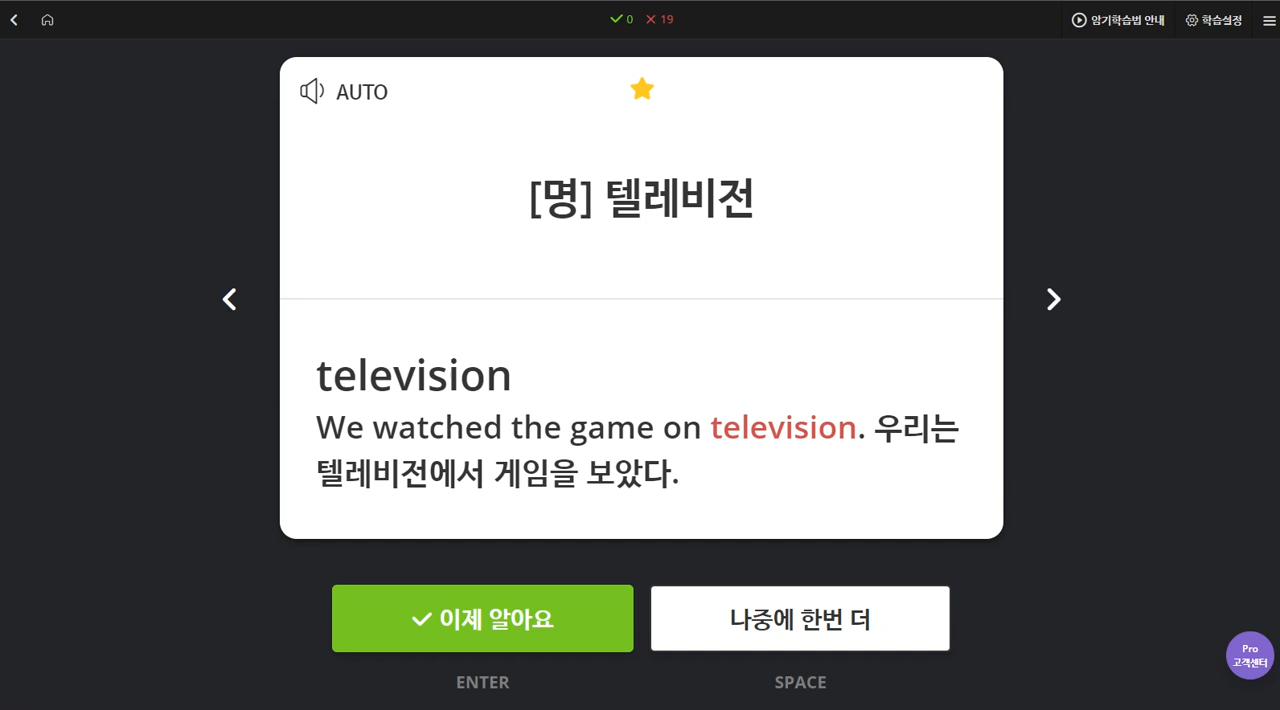 0 19
암기학습법 안내
학습설정
AUTO
[명] 텔레비전
television
We watched the game on television. 우리는
텔레비전에서 게임을 보았다.
이제 알아요
나중에 한번 더
ENTER
SPACE
Pro
고객센터